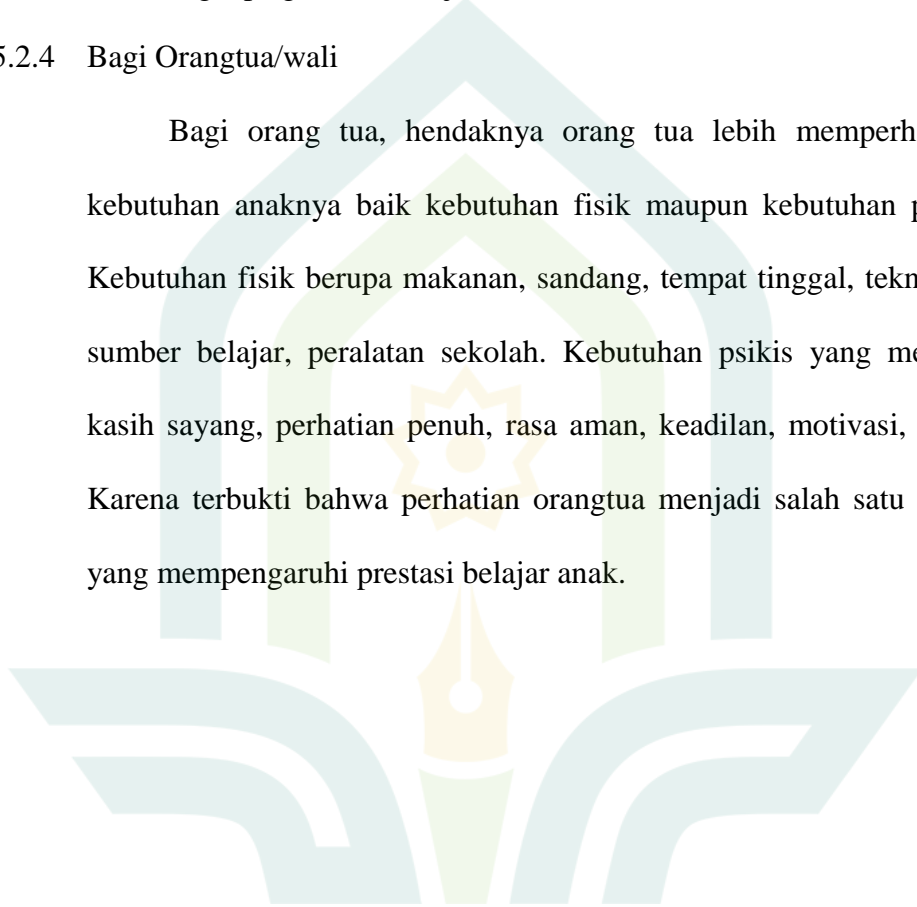 5.2.4 Bagi Orangtua/wali
Bagi orang tua, hendaknya orang tua lebih memperh
kebutuhan anaknya baik kebutuhan fisik maupun kebutuhan p
Kebutuhan fisik berupa makanan, sandang, tempat tinggal, tekn
sumber belajar, peralatan sekolah. Kebutuhan psikis yang me
kasih sayang, perhatian penuh, rasa aman, keadilan, motivasi,
Karena terbukti bahwa perhatian orangtua menjadi salah satu
yang mempengaruhi prestasi belajar anak.